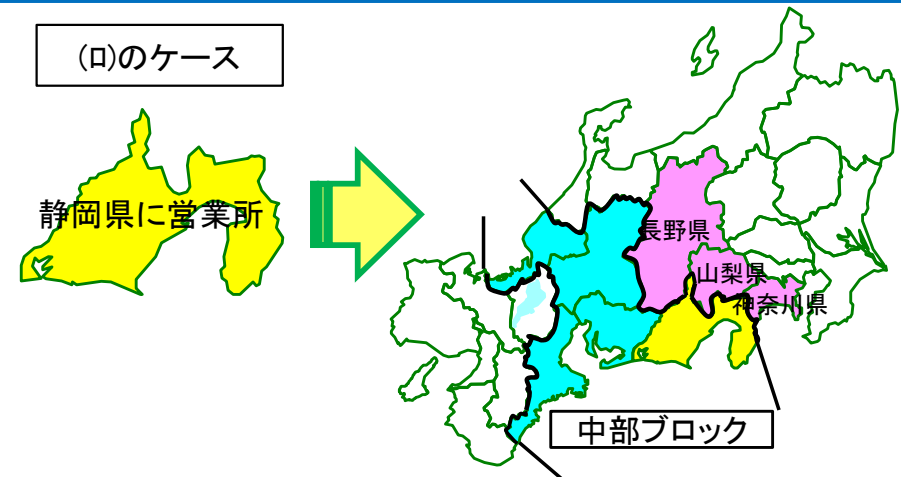 (ロ)のケース
静岡県に営業所
長野県
山梨県
神奈川県
中部ブロック